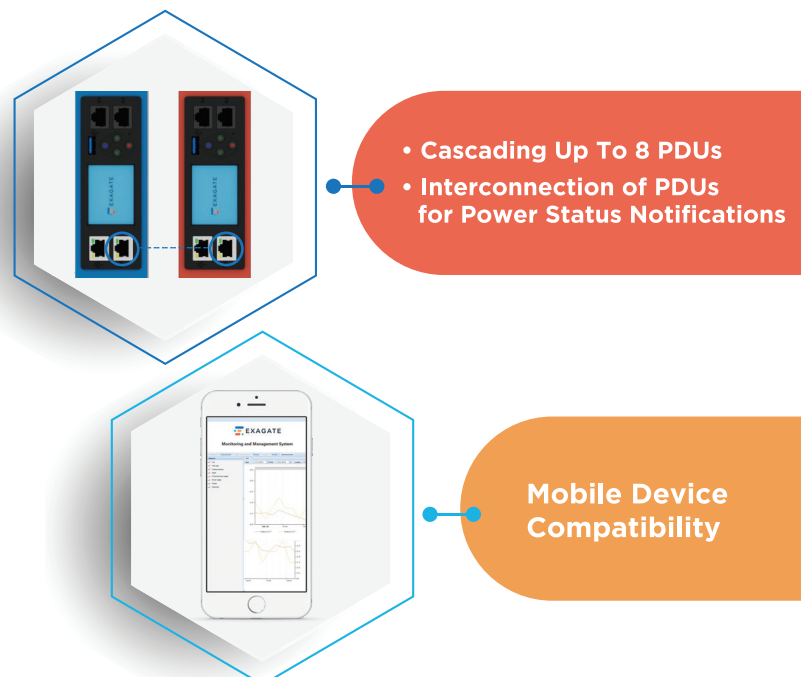 • Cascading Up To 8 PDUs
• Interconnection of PDUs
for Power Status Notifications
EXAGATE
EXAGATE
EXAGATE
Monitoring and Management System
Mobile Device
Compatibility